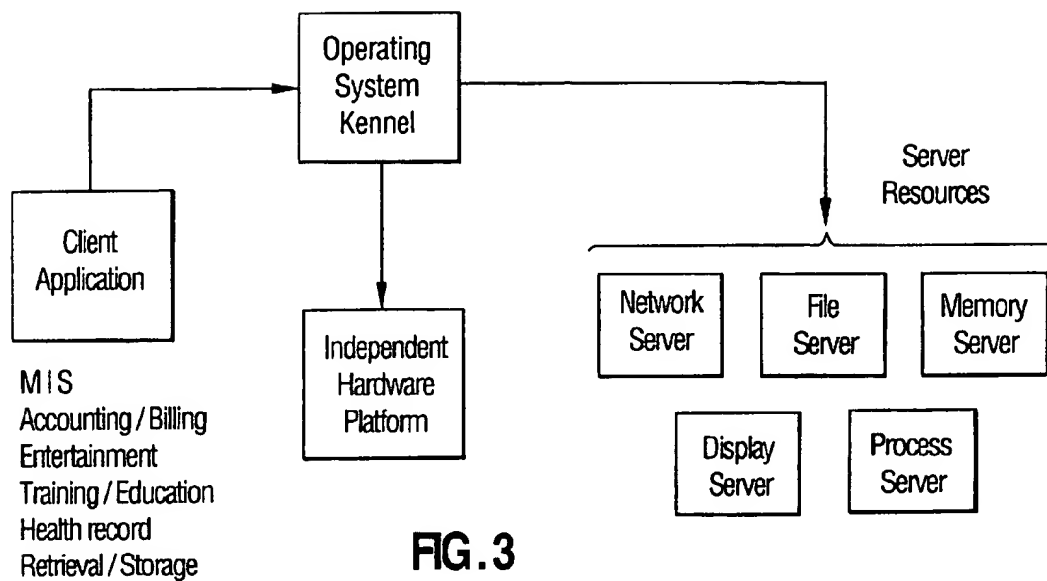 Operating
System
Kennel
Client
Application
Server
Resources
Network
Server
File
Server
Memory
Server
Independent
Hardware
Platform
Display
Server
Process
Server
MIS
Accounting / Billing
Entertainment
Training / Education
Health record
Retrieval / Storage
FIG. 3